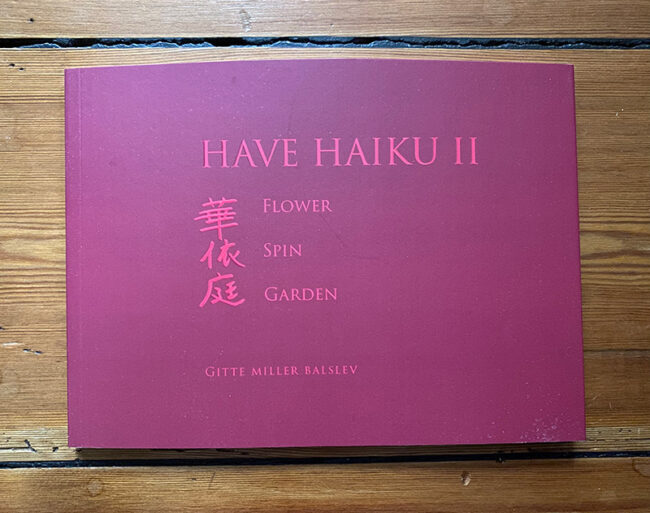 HAVE HAIKU II
華 FLOWER
依 SPIN
庭 GARDEN
GITTE MILLER BALSLEV